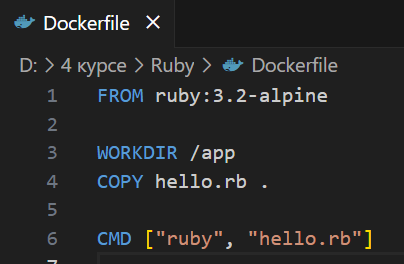 Dockerfile
D: > 4 курсе > Ruby > Dockerfile
1 FROM ruby:3.2-alpine
2
3 WORKDIR /app
4 COPY hello.rb .
5
6 CMD ["ruby", "hello.rb"]
7